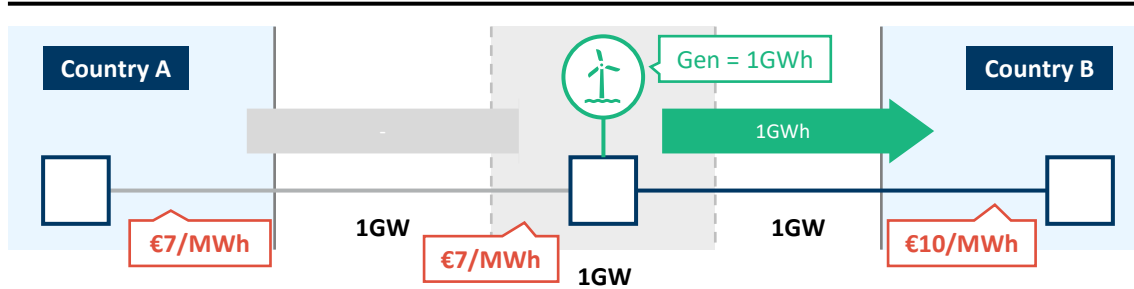 Country A
Gen = 1GWh
Country B
-
1GWh
€7/MWh
1GW
€7/MWh
1GW
1GW
€10/MWh